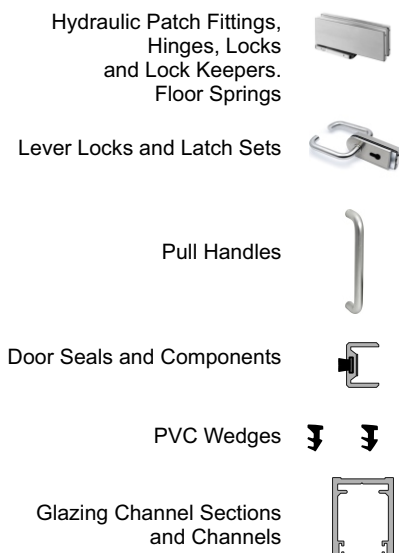 Hydraulic Patch Fittings,
Hinges, Locks
and Lock Keepers.
Floor Springs
Lever Locks and Latch Sets
Pull Handles
Door Seals and Components
PVC Wedges
Glazing Channel Sections
and Channels